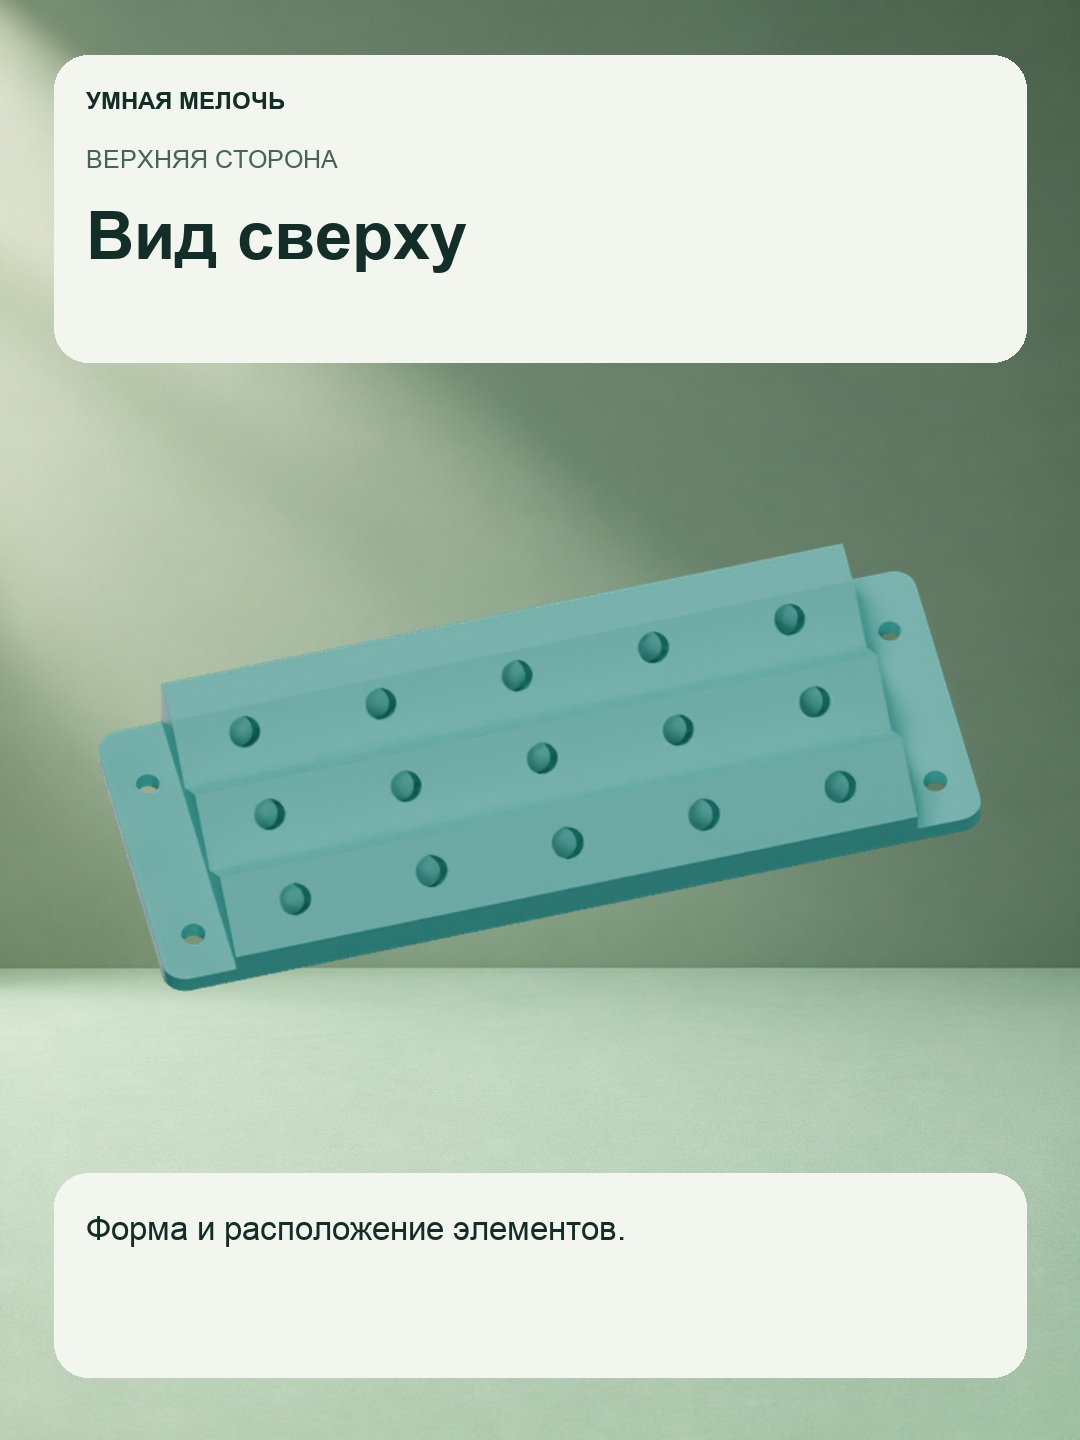 УМНАЯ МЕЛОЧЬ
ВЕРХНЯЯ СТОРОНА
Вид сверху
Форма и расположение элементов.